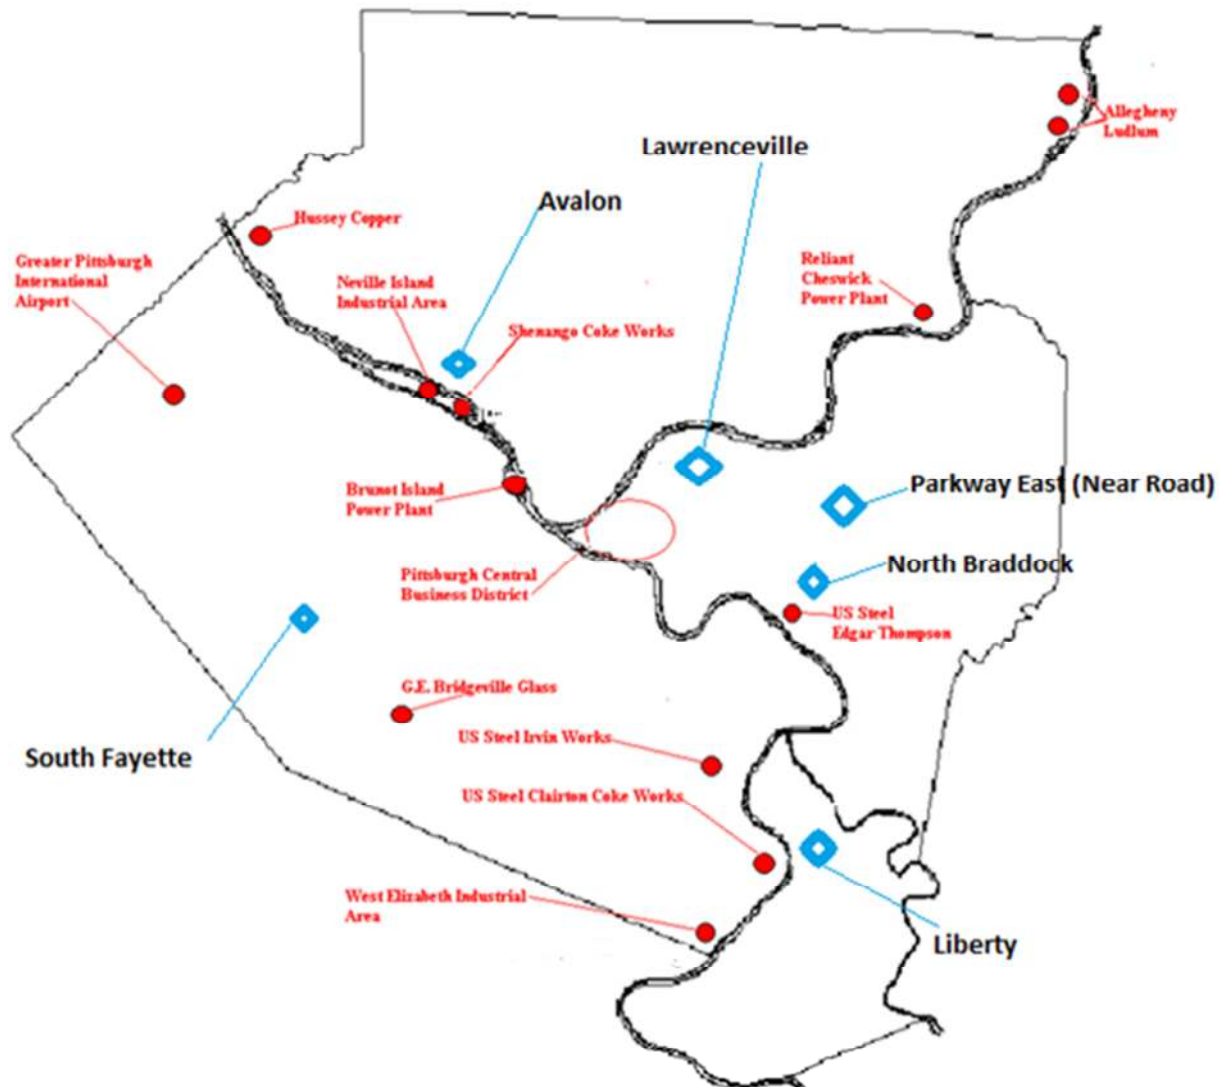 Allegheny
Ludlum
Lawrenceville
Avalon
Hussey Copper
Greater Pittsburgh
International
Airport
Neville Island
Industrial Area
Shenango Coke Works
Reliant
Cheswick
Power Plant
Parkway East (Near Road)
Brunot Island
Power Plant
North Braddock
Pittsburgh Central
Business District
US Steel
Edgar Thompson
G.E. Bridgeville Glass
South Fayette
US Steel Irvin Works
US Steel Clairton Coke Works
West Elizabeth Industrial
Area
Liberty